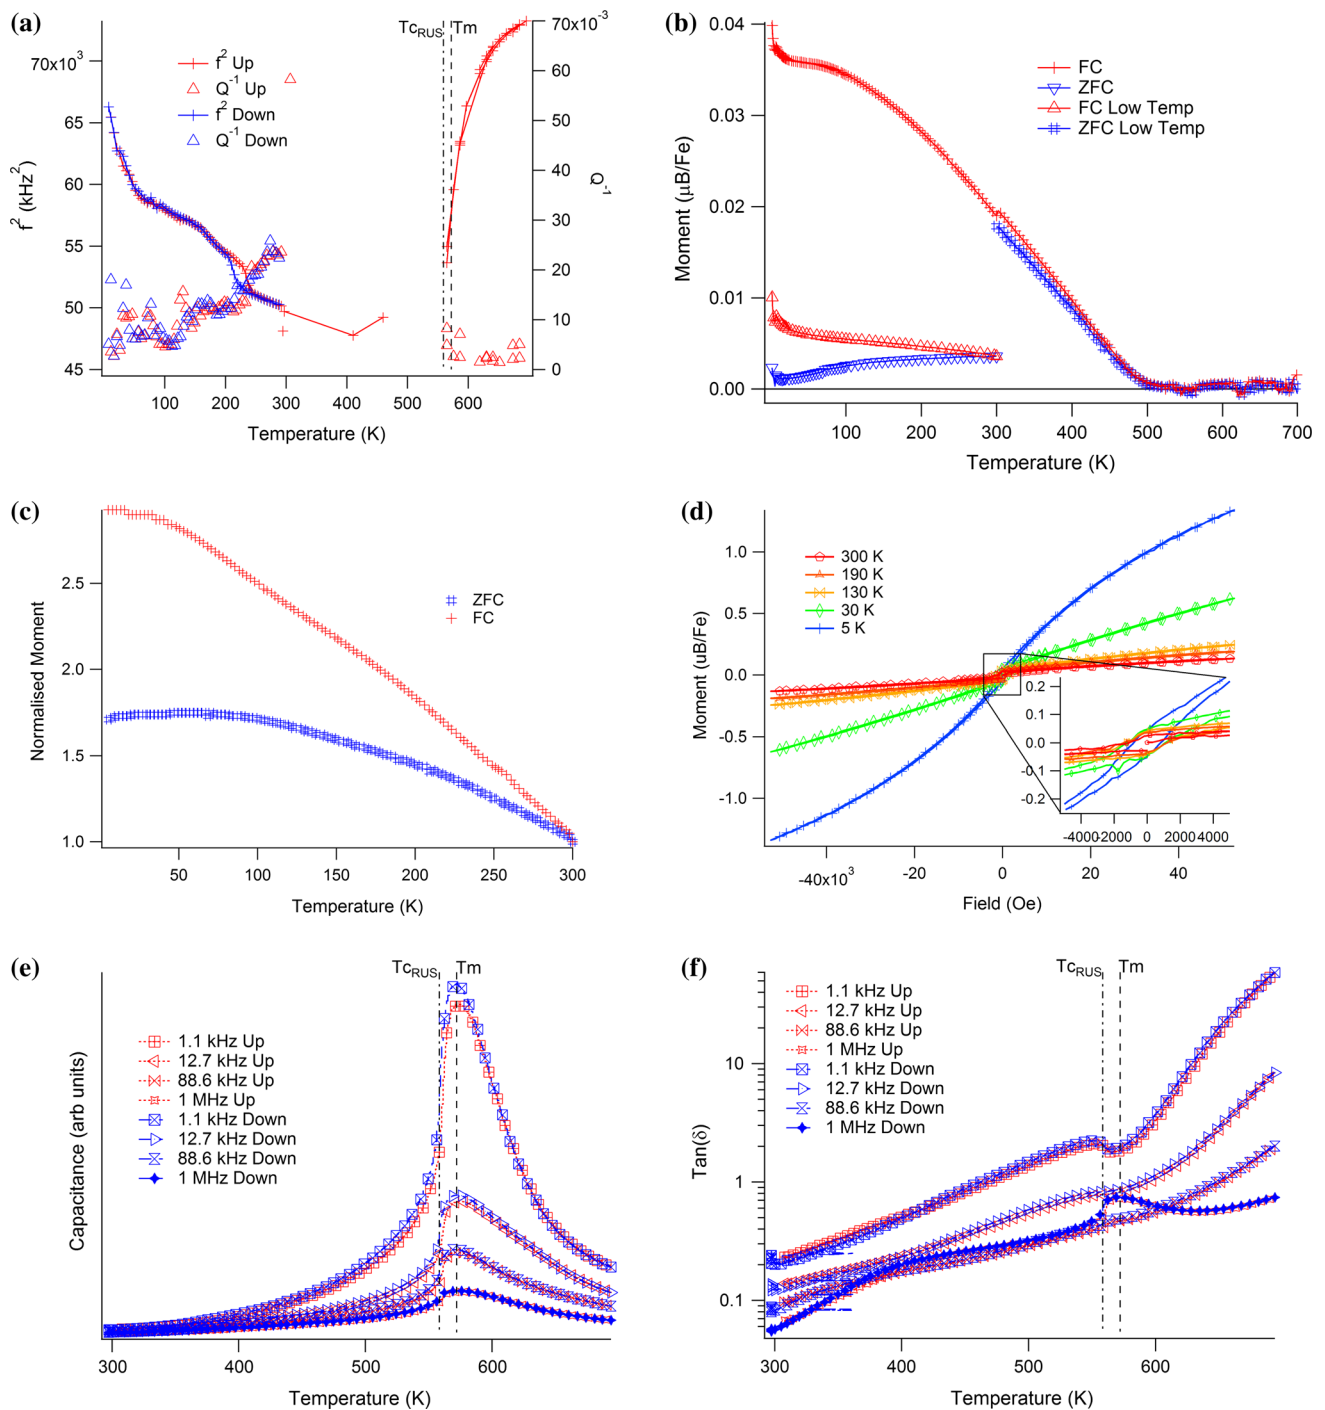 (a)
Tc_RUS Tm
70x10^3
65
60
55
50
45
f^2 (kHz^2)
f^2 Up
Q^-1 Up
f^2 Down
Q^-1 Down
70x10^-3
60
50
40
30
20
10
0
Q^-1
100 200 300 400 500 600
Temperature (K)
(b)
0.04
0.03
0.02
0.01
0.00
Moment (μB/Fe)
FC
ZFC
FC Low Temp
ZFC Low Temp
100 200 300 400 500 600 700
Temperature (K)
(c)
2.5
2.0
1.5
1.0
Normalised Moment
ZFC
FC
50 100 150 200 250 300
Temperature (K)
(d)
1.0
0.5
0.0
-0.5
-1.0
Moment (uB/Fe)
300 K
190 K
130 K
30 K
5 K
0.2
0.1
0.0
-0.1
-0.2
-4000 -2000 0 2000 4000
-40x10^3 -20 0 20 40
Field (Oe)
(e)
Tc_RUS Tm
Capacitance (arb units)
1.1 kHz Up
12.7 kHz Up
88.6 kHz Up
1 MHz Up
1.1 kHz Down
12.7 kHz Down
88.6 kHz Down
1 MHz Down
300 400 500 600
Temperature (K)
(f)
Tc_RUS Tm
10
1
0.1
Tan(δ)
1.1 kHz Up
12.7 kHz Up
88.6 kHz Up
1 MHz Up
1.1 kHz Down
12.7 kHz Down
88.6 kHz Down
1 MHz Down
300 400 500 600
Temperature (K)